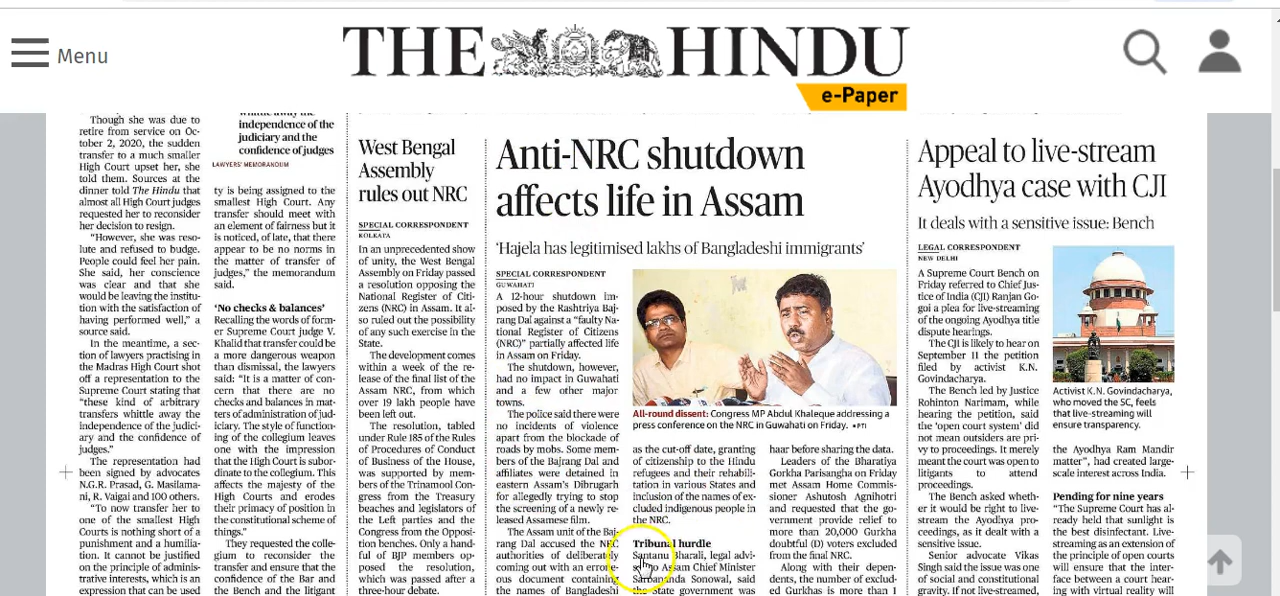 Menu
THE HINDU
e-Paper
Though she was due to
retire from service on Oc-
tober 2, 2020, the sudden
transfer to a much smaller
High Court upset her, she
told them. Sources at the
dinner told The Hindu that
almost all High Court judges
requested her to reconsider
her decision to resign.
“However, she was reso-
lute and refused to budge.
People could feel her pain.
She said, her conscience
was clear and that she
would be leaving the institu-
tion with the satisfaction of
having performed well,” a
source said.
In the meantime, a sec-
tion of lawyers practising in
the Madras High Court shot
off a representation to the
Supreme Court stating that
“these kind of arbitrary
transfers whittle away the
independence of the judici-
ary and the confidence of
judges.”
The representation had
been signed by advocates
N.G.R. Prasad, G. Masilama-
ni, R. Vaigai and 100 others.
“To now transfer her to
one of the smallest High
Courts is nothing short of a
punishment and a humilia-
tion. It cannot be justified
on the principle of adminis-
trative interests, which is an
expression that can be used
independence of the
judiciary and the
confidence of judges
LAWYERS’ MEMORANDUM
ty is being assigned to the
smallest High Court. Any
transfer should meet with
an element of fairness but it
is noticed, of late, that there
appear to be no norms in
the matter of transfer of
judges,” the memorandum
said.
‘No checks & balances’
Recalling the words of form-
er Supreme Court judge V.
Khalid that transfer could be
a more dangerous weapon
than dismissal, the lawyers
said: “It is a matter of con-
cern that there are no
checks and balances in mat-
ters of administration of jud-
iciary. The style of function-
ing of the collegium leaves
one with the impression
that the High Court is subor-
dinate to the collegium. This
affects the majesty of the
High Courts and erodes
their primacy of position in
the constitutional scheme of
things.”
They requested the colle-
gium to reconsider the
transfer and ensure that the
confidence of the Bar and
the Bench and the litigant
West Bengal
Assembly
rules out NRC
SPECIAL CORRESPONDENT
KOLKATA
In an unprecedented show
of unity, the West Bengal
Assembly on Friday passed
a resolution opposing the
National Register of Citi-
zens (NRC) in Assam. It al-
so ruled out the possibility
of any such exercise in the
State.
The development comes
within a week of the re-
lease of the final list of the
Assam NRC, from which
over 19 lakh people have
been left out.
The resolution, tabled
under Rule 185 of the Rules
of Procedures of Conduct
of Business of the House,
was supported by mem-
bers of the Trinamool Con-
gress from the Treasury
beaches and legislators of
the Left parties and the
Congress from the Opposi-
tion benches. Only a hand-
ful of BJP members op-
posed the resolution,
which was passed after a
three-hour debate.
Anti-NRC shutdown
affects life in Assam
‘Hajela has legitimised lakhs of Bangladeshi immigrants’
SPECIAL CORRESPONDENT
GUWAHATI
A 12-hour shutdown im-
posed by the Rashtriya Baj-
rang Dal against a “faulty Na-
tional Register of Citizens
(NRC)” partially affected life
in Assam on Friday.
The shutdown, however,
had no impact in Guwahati
and a few other major
towns.
The police said there were
no incidents of violence
apart from the blockade of
roads by mobs. Some mem-
bers of the Bajrang Dal and
affiliates were detained in
eastern Assam’s Dibrugarh
for allegedly trying to stop
the screening of a newly re-
leased Assamese film.
The Assam unit of the Baj-
rang Dal accused the NRC
authorities of deliberately
coming out with an errone-
ous document containing
the names of Bangladeshi
All-round dissent: Congress MP Abdul Khaleque addressing a
press conference on the NRC in Guwahati on Friday. •PTI
as the cut-off date, granting
of citizenship to the Hindu
refugees and their rehabili-
tation in various States and
inclusion of the names of ex-
cluded indigenous people in
the NRC.
Tribunal hurdle
Santanu Bharali, legal advi-
sor to Assam Chief Minister
Sarbananda Sonowal, said
the State government was
haar before sharing the data.
Leaders of the Bharatiya
Gorkha Parisangha on Friday
met Assam Home Commis-
sioner Ashutosh Agnihotri
and requested that the go-
vernment provide relief to
more than 20,000 Gurkha
doubtful (D) voters excluded
from the final NRC.
Along with their depen-
dents, the number of exclud-
ed Gurkhas is more than 1
Appeal to live-stream
Ayodhya case with CJI
It deals with a sensitive issue: Bench
LEGAL CORRESPONDENT
NEW DELHI
A Supreme Court Bench on
Friday referred to Chief Jus-
tice of India (CJI) Ranjan Go-
goi a plea for live-streaming
of the ongoing Ayodhya title
dispute hearings.
The CJI is likely to hear on
September 11 the petition
filed by activist K.N.
Govindacharya.
The Bench led by Justice
Rohinton Narimam, while
hearing the petition, said
the ‘open court system’ did
not mean outsiders are pri-
vy to everything. It merely
meant the court was open to
litigants to attend
proceedings.
The Bench asked wheth-
er it would be right to live-
stream the Ayodhya pro-
ceedings, as it dealt with a
sensitive issue.
Senior advocate Vikas
Singh said the issue was one
of social and constitutional
gravity. If not live-streamed,
Activist K.N. Govindacharya,
who moved the SC, feels
that live-streaming will
ensure transparency.
the Ayodhya Ram Mandir
matter”, had created large-
scale interest across India.
Pending for nine years
“The Supreme Court has al-
ready held that sunlight is
the best disinfectant. Live-
streaming as an extension of
the principle of open courts
will ensure that the inter-
face between a court hear-
ing with virtual reality will